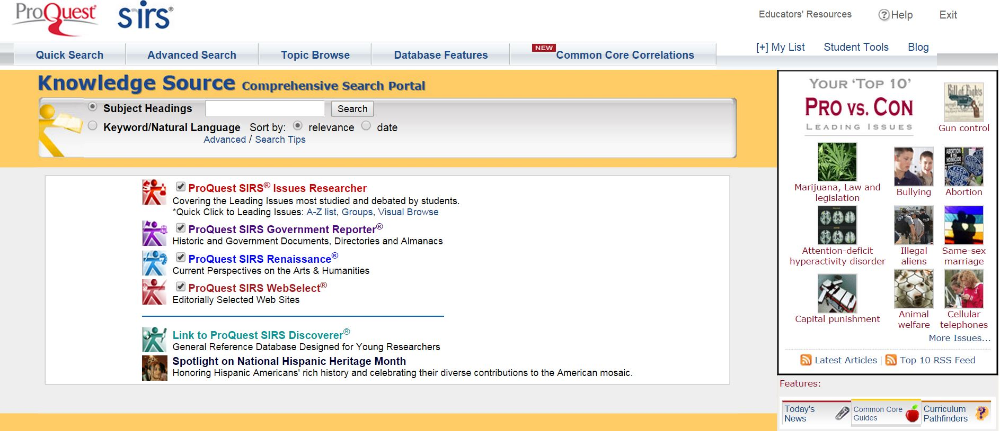 ProQuest sirs®
Educators' Resources ? Help Exit
Quick Search Advanced Search Topic Browse Database Features NEW Common Core Correlations
[+] My List Student Tools Blog
Knowledge Source Comprehensive Search Portal
Subject Headings Search
Keyword/Natural Language Sort by: relevance date
Advanced / Search Tips
ProQuest SIRS® Issues Researcher
Covering the Leading Issues most studied and debated by students.
*Quick Click to Leading Issues: A-Z list, Groups, Visual Browse
ProQuest SIRS Government Reporter®
Historic and Government Documents, Directories and Almanacs
ProQuest SIRS Renaissance®
Current Perspectives on the Arts & Humanities
ProQuest SIRS WebSelect®
Editorially Selected Web Sites
Link to ProQuest SIRS Discoverer®
General Reference Database Designed for Young Researchers
Spotlight on National Hispanic Heritage Month
Honoring Hispanic Americans' rich history and celebrating their diverse contributions to the American mosaic.
YOUR 'TOP 10'
PRO VS. CON
LEADING ISSUES
Bill of Rights
Gun control
Marijuana, Law and
legislation
Bullying
ABORTION
IS
HOMICIDE
KEEP
ABORTION
LEGAL
Abortion
Attention-deficit
hyperactivity disorder
Illegal
aliens
Same-sex
marriage
Capital punishment
Animal
welfare
Cellular
telephones
More Issues...
Latest Articles | Top 10 RSS Feed
Features:
Today's
News
Common Core
Guides
Curriculum
Pathfinders
?